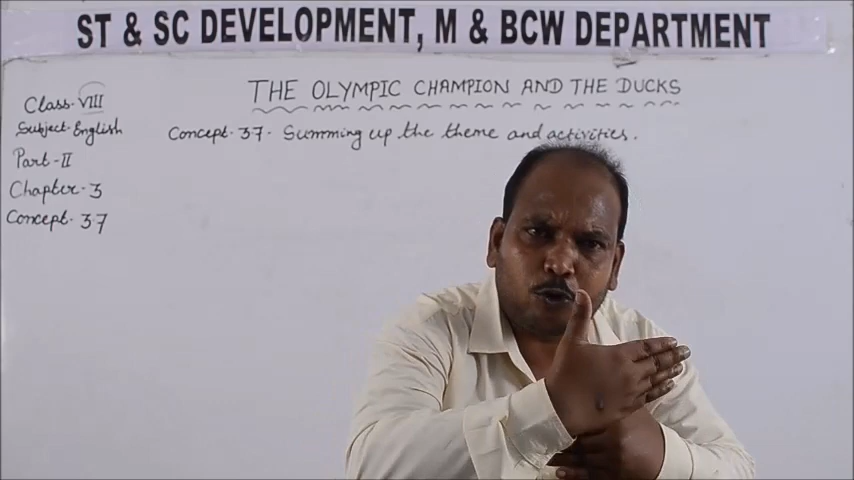 ST & SC DEVELOPMENT, M & BCW DEPARTMENT
THE OLYMPIC CHAMPION AND THE DUCKS
Class - VIII
Subject - English
Part - II
Chapter - 3
Concept - 37
Concept - 37 - Summing up the theme and activities.